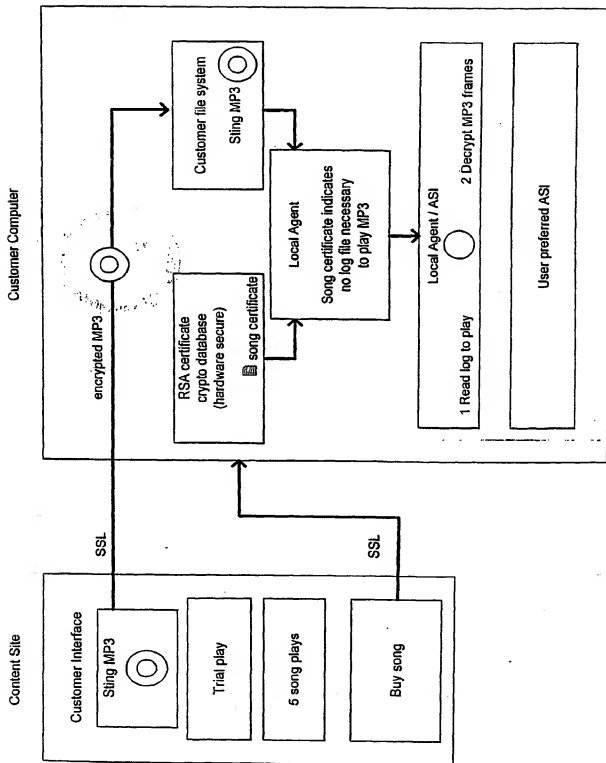 Content Site
Customer Interface
Sting MP3
Trial play
5 song plays
Buy song
SSL
SSL
Customer Computer
encrypted MP3
Customer file system
Sting MP3
RSA certificate
crypto database
(hardware secure)
song certificate
Local Agent
Song certificate indicates
no log file necessary
to play MP3
Local Agent / ASI
1 Read log to play
2 Decrypt MP3 frames
User preferred ASI